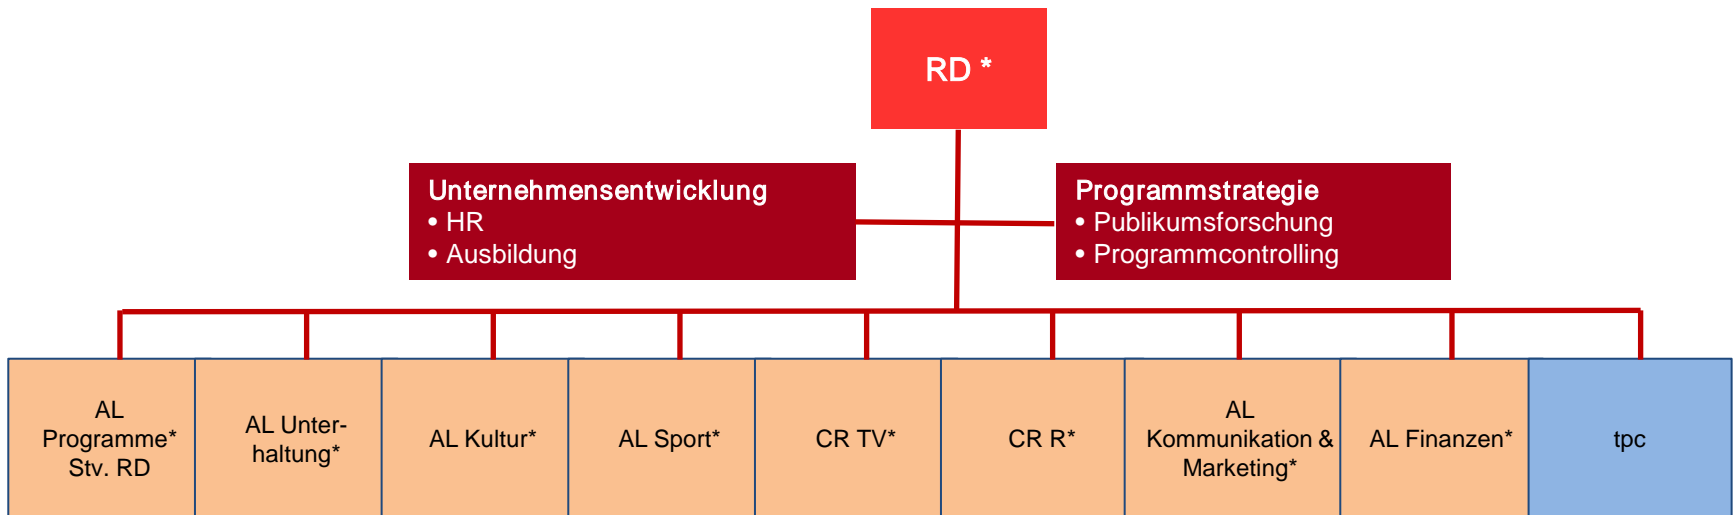 RD *
Unternehmensentwicklung
• HR
• Ausbildung
Programmstrategie
• Publikumsforschung
• Programmcontrolling
AL
Programme*
Stv. RD
AL Unter-
haltung*
AL Kultur*
AL Sport*
CR TV*
CR R*
AL
Kommunikation &
Marketing*
AL Finanzen*
tpc